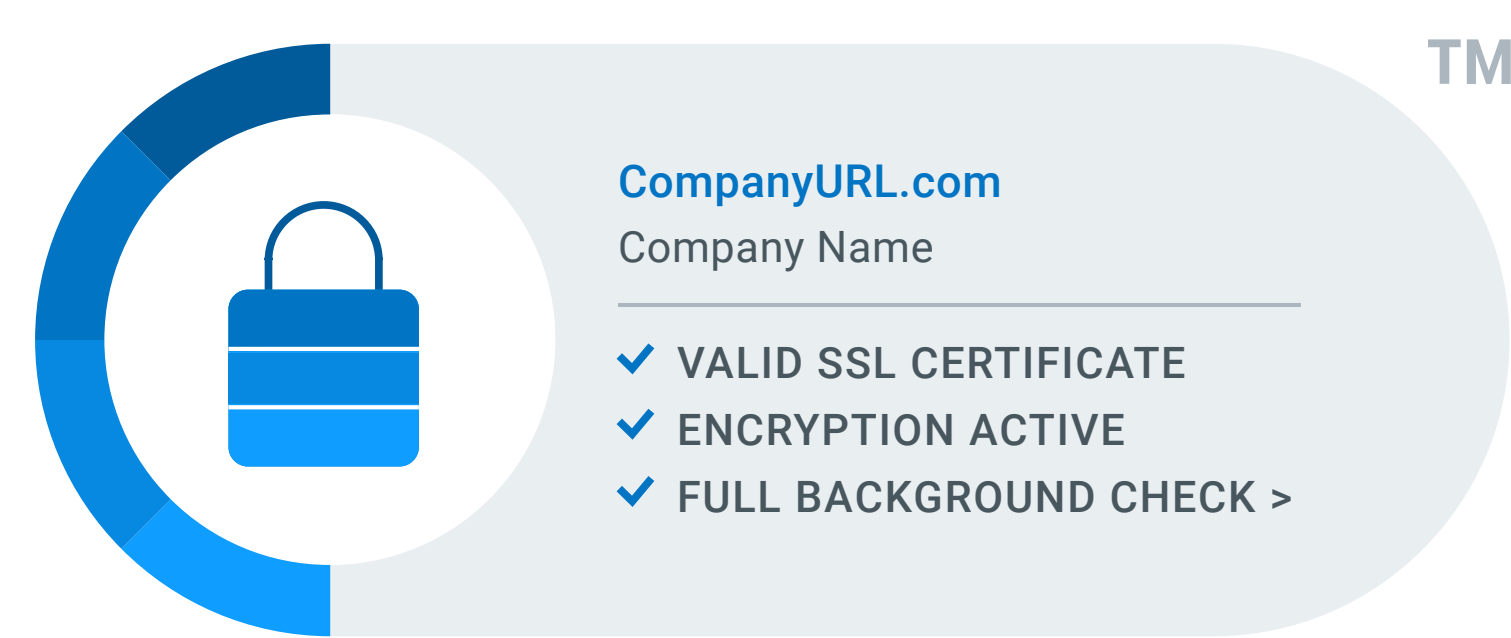 TM
CompanyURL.com
Company Name
VALID SSL CERTIFICATE
ENCRYPTION ACTIVE
FULL BACKGROUND CHECK >